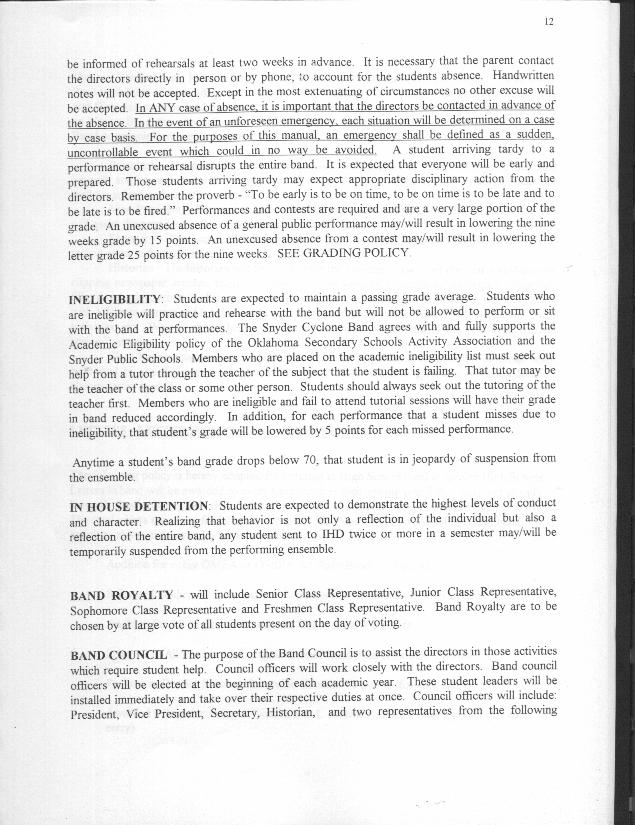 12
be informed of rehearsals at least two weeks in advance. It is necessary that the parent contact
the directors directly in person or by phone, to account for the students absence. Handwritten
notes will not be accepted. Except in the most extenuating of circumstances no other excuse will
be accepted. In ANY case of absence, it is important that the directors be contacted in advance of
the absence. In the event of an unforeseen emergency, each situation will be determined on a case
by case basis. For the purposes of this manual, an emergency shall be defined as a sudden,
uncontrollable event which could in no way be avoided. A student arriving tardy to a
performance or rehearsal disrupts the entire band. It is expected that everyone will be early and
prepared. Those students arriving tardy may expect appropriate disciplinary action from the
directors. Remember the proverb - “To be early is to be on time, to be on time is to be late and to
be late is to be fired.” Performances and contests are required and are a very large portion of the
grade. An unexcused absence of a general public performance may/will result in lowering the nine
weeks grade by 15 points. An unexcused absence from a contest may/will result in lowering the
letter grade 25 points for the nine weeks. SEE GRADING POLICY.
INELIGIBILITY: Students are expected to maintain a passing grade average. Students who
are ineligible will practice and rehearse with the band but will not be allowed to perform or sit
with the band at performances. The Snyder Cyclone Band agrees with and fully supports the
Academic Eligibility policy of the Oklahoma Secondary Schools Activity Association and the
Snyder Public Schools. Members who are placed on the academic ineligibility list must seek out
help from a tutor through the teacher of the subject that the student is failing. That tutor may be
the teacher of the class or some other person. Students should always seek out the tutoring of the
teacher first. Members who are ineligible and fail to attend tutorial sessions will have their grade
in band reduced accordingly. In addition, for each performance that a student misses due to
ineligibility, that student’s grade will be lowered by 5 points for each missed performance.
Anytime a student’s band grade drops below 70, that student is in jeopardy of suspension from
the ensemble.
IN HOUSE DETENTION: Students are expected to demonstrate the highest levels of conduct
and character. Realizing that behavior is not only a reflection of the individual but also a
reflection of the entire band, any student sent to IHD twice or more in a semester may/will be
temporarily suspended from the performing ensemble.
BAND ROYALTY - will include Senior Class Representative, Junior Class Representative,
Sophomore Class Representative and Freshmen Class Representative. Band Royalty are to be
chosen by at large vote of all students present on the day of voting.
BAND COUNCIL - The purpose of the Band Council is to assist the directors in those activities
which require student help. Council officers will work closely with the directors. Band council
officers will be elected at the beginning of each academic year. These student leaders will be
installed immediately and take over their respective duties at once. Council officers will include:
President, Vice President, Secretary, Historian, and two representatives from the following